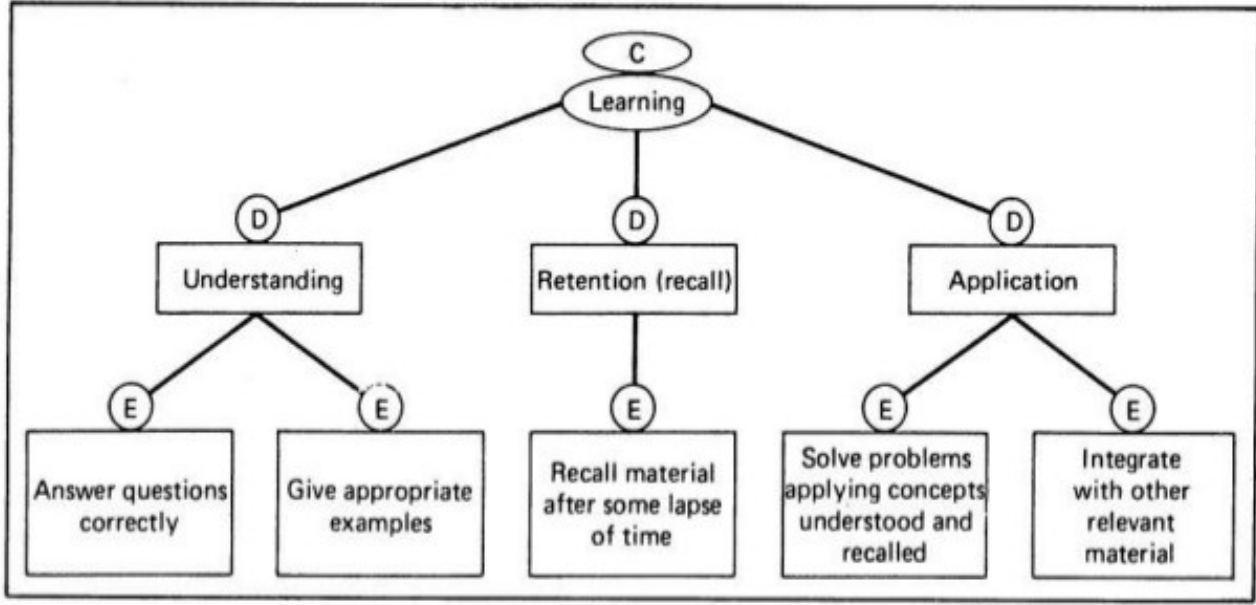 C
Learning
D
D
D
Understanding
Retention (recall)
Application
E
E
E
E
E
Answer questions
correctly
Give appropriate
examples
Recall material
after some lapse
of time
Solve problems
applying concepts
understood and
recalled
Integrate
with other
relevant
material